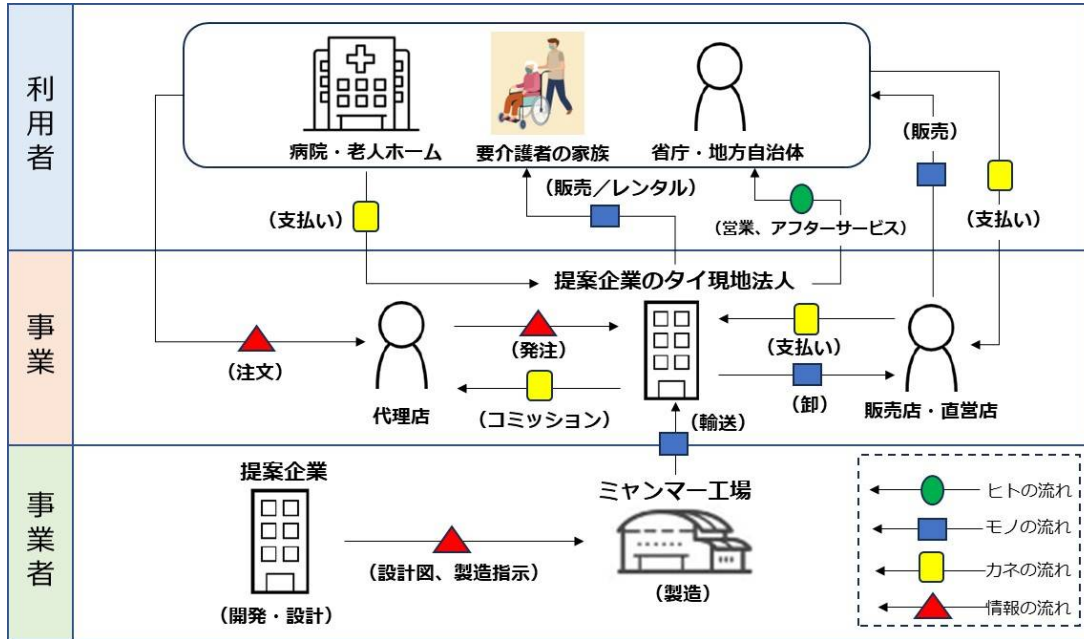 利用者
病院・老人ホーム
要介護者の家族
省庁・地方自治体
（販売）
（支払い）
（販売／レンタル）
（営業、アフターサービス）
（支払い）
事業
提案企業のタイ現地法人
（注文）
代理店
（発注）
（コミッション）
（支払い）
（卸）
販売店・直営店
（輸送）
事業者
提案企業
（開発・設計）
（設計図、製造指示）
ミャンマー工場
（製造）
ヒトの流れ
モノの流れ
カネの流れ
情報の流れ